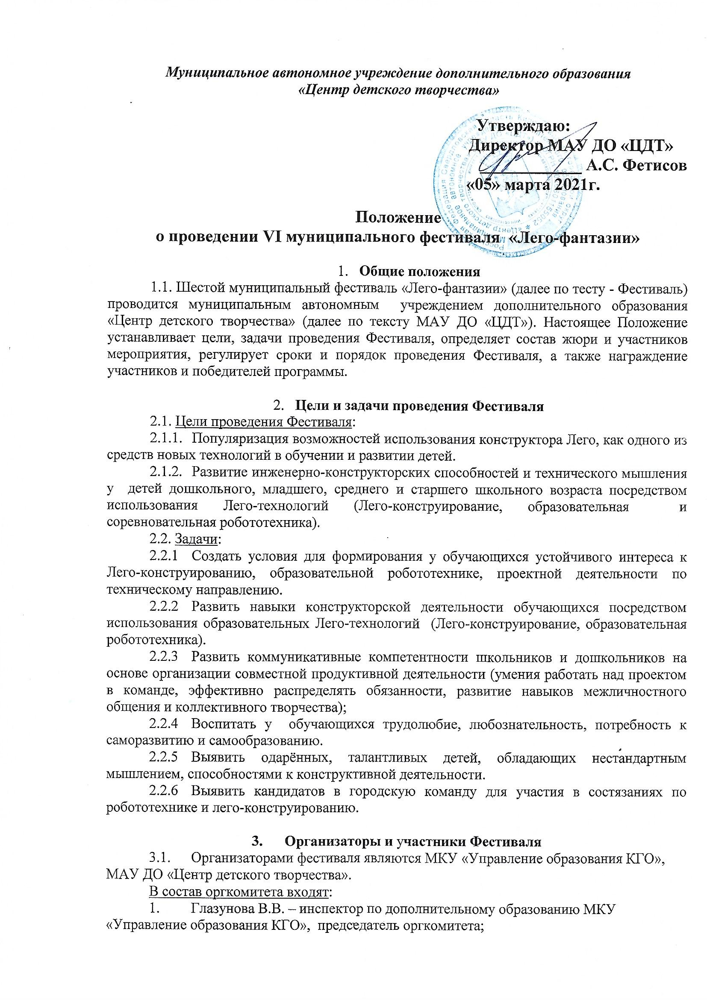 Муниципальное автономное учреждение дополнительного образования
«Центр детского творчества»
Утверждаю:
Директор МАУ ДО «ЦДТ»
____________ А.С. Фетисов
«05» марта 2021г.
Положение
о проведении VI муниципального фестиваля «Лего-фантазии»
1. Общие положения
1.1. Шестой муниципальный фестиваль «Лего-фантазии» (далее по тесту - Фестиваль)
проводится муниципальным автономным учреждением дополнительного образования
«Центр детского творчества» (далее по тексту МАУ ДО «ЦДТ»). Настоящее Положение
устанавливает цели, задачи проведения Фестиваля, определяет состав жюри и участников
мероприятия, регулирует сроки и порядок проведения Фестиваля, а также награждение
участников и победителей программы.
2. Цели и задачи проведения Фестиваля
2.1. Цели проведения Фестиваля:
2.1.1. Популяризация возможностей использования конструктора Лего, как одного из
средств новых технологий в обучении и развитии детей.
2.1.2. Развитие инженерно-конструкторских способностей и технического мышления
у детей дошкольного, младшего, среднего и старшего школьного возраста посредством
использования Лего-технологий (Лего-конструирование, образовательная и
соревновательная робототехника).
2.2. Задачи:
2.2.1 Создать условия для формирования у обучающихся устойчивого интереса к
Лего-конструированию, образовательной робототехнике, проектной деятельности по
техническому направлению.
2.2.2 Развить навыки конструкторской деятельности обучающихся посредством
использования образовательных Лего-технологий (Лего-конструирование, образовательная
робототехника).
2.2.3 Развить коммуникативные компетентности школьников и дошкольников на
основе организации совместной продуктивной деятельности (умения работать над проектом
в команде, эффективно распределять обязанности, развитие навыков межличностного
общения и коллективного творчества);
2.2.4 Воспитать у обучающихся трудолюбие, любознательность, потребность к
саморазвитию и самообразованию.
2.2.5 Выявить одарённых, талантливых детей, обладающих нестандартным
мышлением, способностями к конструктивной деятельности.
2.2.6 Выявить кандидатов в городскую команду для участия в состязаниях по
робототехнике и лего-конструированию.
3. Организаторы и участники Фестиваля
3.1. Организаторами фестиваля являются МКУ «Управление образования КГО»,
МАУ ДО «Центр детского творчества».
В состав оргкомитета входят:
1. Глазунова В.В. – инспектор по дополнительному образованию МКУ
«Управление образования КГО», председатель оргкомитета;